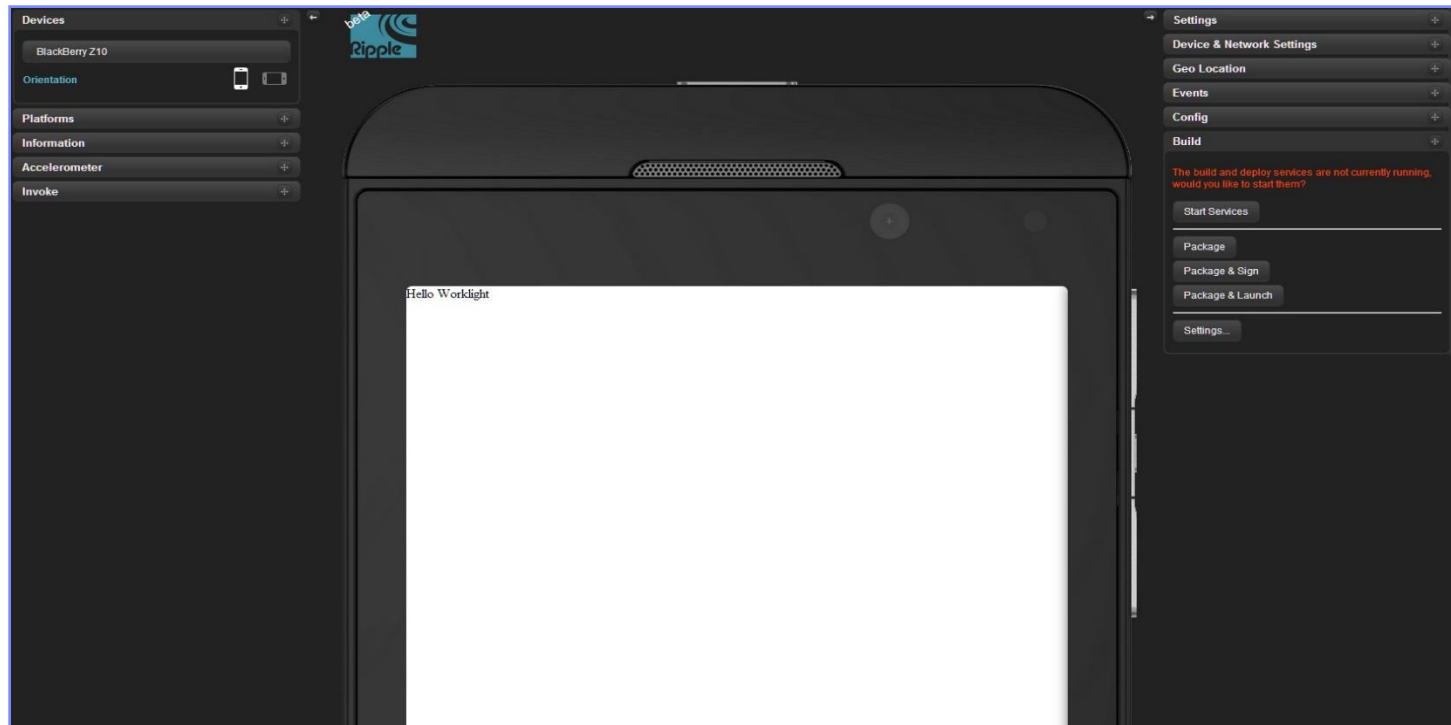 Devices
BlackBerry Z10
Orientation
Platforms
Information
Accelerometer
Invoke
beta
Ripple
Hello Worklight
Settings
Device & Network Settings
Geo Location
Events
Config
Build
The build and deploy services are not currently running,
would you like to start them?
Start Services
Package
Package & Sign
Package & Launch
Settings...